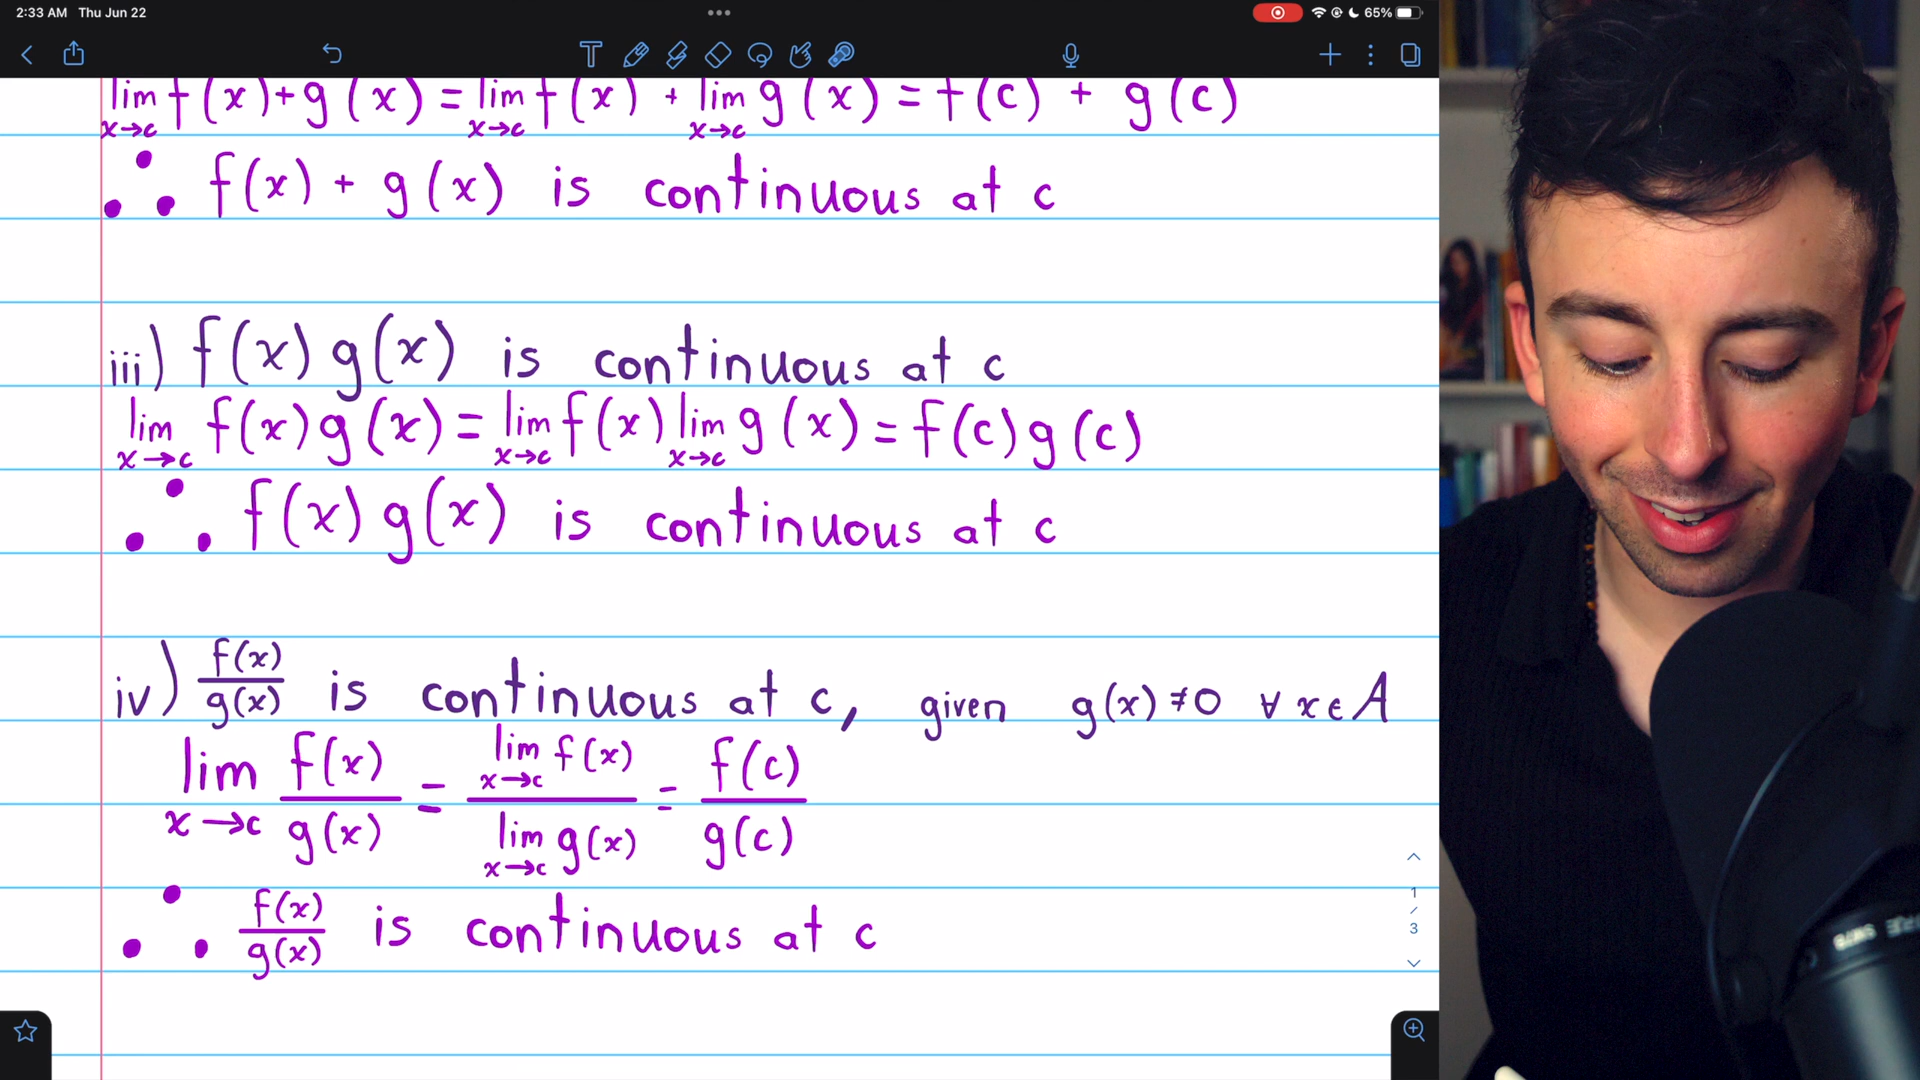 2:33 AM Thu Jun 22
65%
lim f(x)+g(x) = lim f(x) + lim g(x) = f(c) + g(c)
x→c x→c x→c
∴ f(x) + g(x) is continuous at c
iii) f(x) g(x) is continuous at c
lim f(x) g(x) = lim f(x) lim g(x) = f(c) g(c)
x→c x→c x→c
∴ f(x) g(x) is continuous at c
iv) f(x)/g(x) is continuous at c, given g(x) ≠ 0 ∀ x ∈ A
lim f(x)/g(x) = lim f(x) / lim g(x) = f(c)/g(c)
x→c x→c x→c
∴ f(x)/g(x) is continuous at c
1
/
3